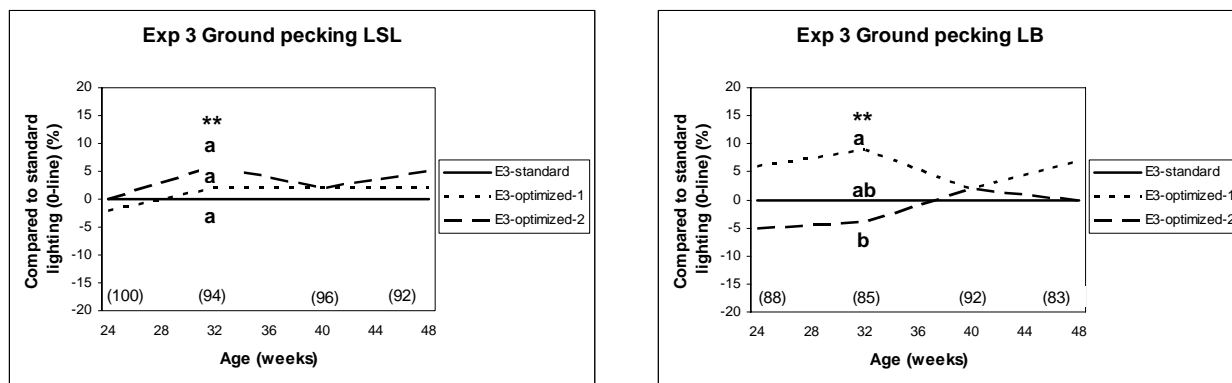 Exp 3 Ground pecking LSL
Compared to standard
lighting (0-line) (%)
20
15
10
5
0
-5
-10
-15
-20
**
a
a
a
(100)
(94)
(96)
(92)
24
28
32
36
40
44
48
Age (weeks)
E3-standard
E3-optimized-1
E3-optimized-2
Exp 3 Ground pecking LB
Compared to standard
lighting (0-line) (%)
20
15
10
5
0
-5
-10
-15
-20
**
a
ab
b
(88)
(85)
(92)
(83)
24
28
32
36
40
44
48
Age (weeks)
E3-standard
E3-optimized-1
E3-optimized-2